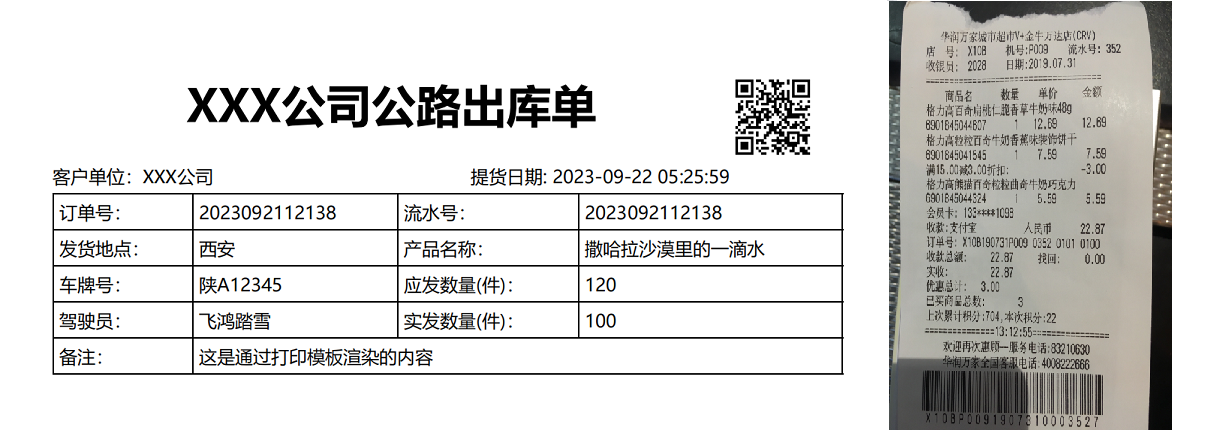 XXX公司公路出库单
客户单位：XXX公司 提货日期: 2023-09-22 05:25:59
订单号： 2023092112138 流水号： 2023092112138
发货地点： 西安 产品名称： 撒哈拉沙漠里的一滴水
车牌号： 陕A12345 应发数量(件)： 120
驾驶员： 飞鸿踏雪 实发数量(件)： 100
备注： 这是通过打印模板渲染的内容
华润万家城市超市V+金牛万达店(CRV)
店 号: X10B 机号:P009 流水号: 352
收银员: 2028 日期:2019.07.31
商品名 数量 单价 金额
格力高百奇扁桃仁脆香草牛奶味48g
6901845044607 1 12.69 12.69
格力高粒粒百奇牛奶香蕉味装饰饼干
6901845041545 1 7.59 7.59
满15.00减3.00折扣: -3.00
格力高熊猫百奇粒粒曲奇牛奶巧克力
6901845044324 1 5.59 5.59
会员卡: 133****1098
收款:支付宝 人民币 22.87
订单号: X10B190731P009 0352 0101 0100
收款总额: 22.87 找回: 0.00
实收: 22.87
优惠总计: 3.00
已买商品总数: 3
上次累计积分:704,本次积分:22
================13:12:55================
欢迎再次惠顾一服务电话:83210630
华润万家全国客服电话:4008222666
X10BP0091907310003527